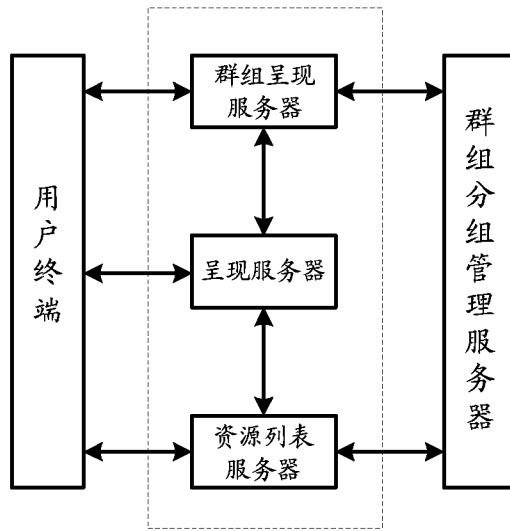 群组呈现
服务器
用户终端
呈现服务器
群组分组管理服务器
资源列表
服务器